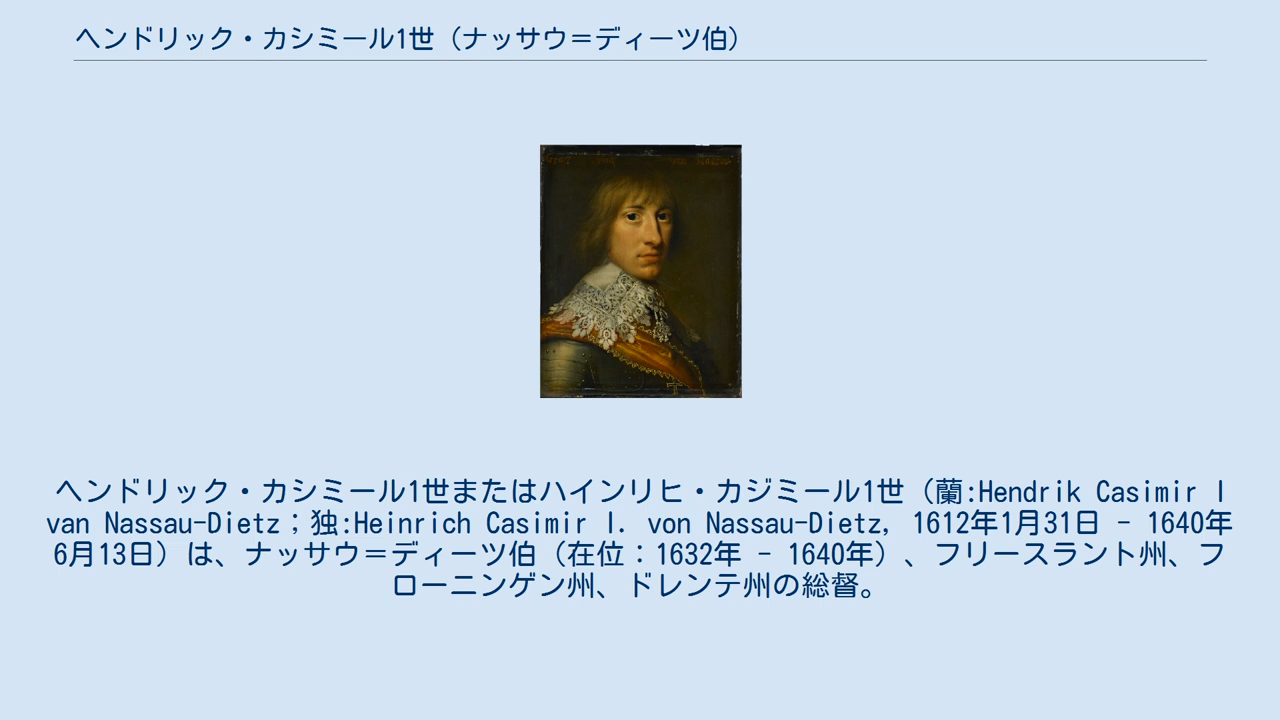 ヘンドリック・カシミール1世（ナッサウ＝ディーツ伯）
ヘンドリック・カシミール1世またはハインリヒ・カジミール1世（蘭:Hendrik Casimir I
van Nassau-Dietz；独:Heinrich Casimir I. von Nassau-Dietz, 1612年1月31日 - 1640年
6月13日）は、ナッサウ＝ディーツ伯（在位：1632年 - 1640年）、フリースラント州、フ
ローニンゲン州、ドレンテ州の総督。